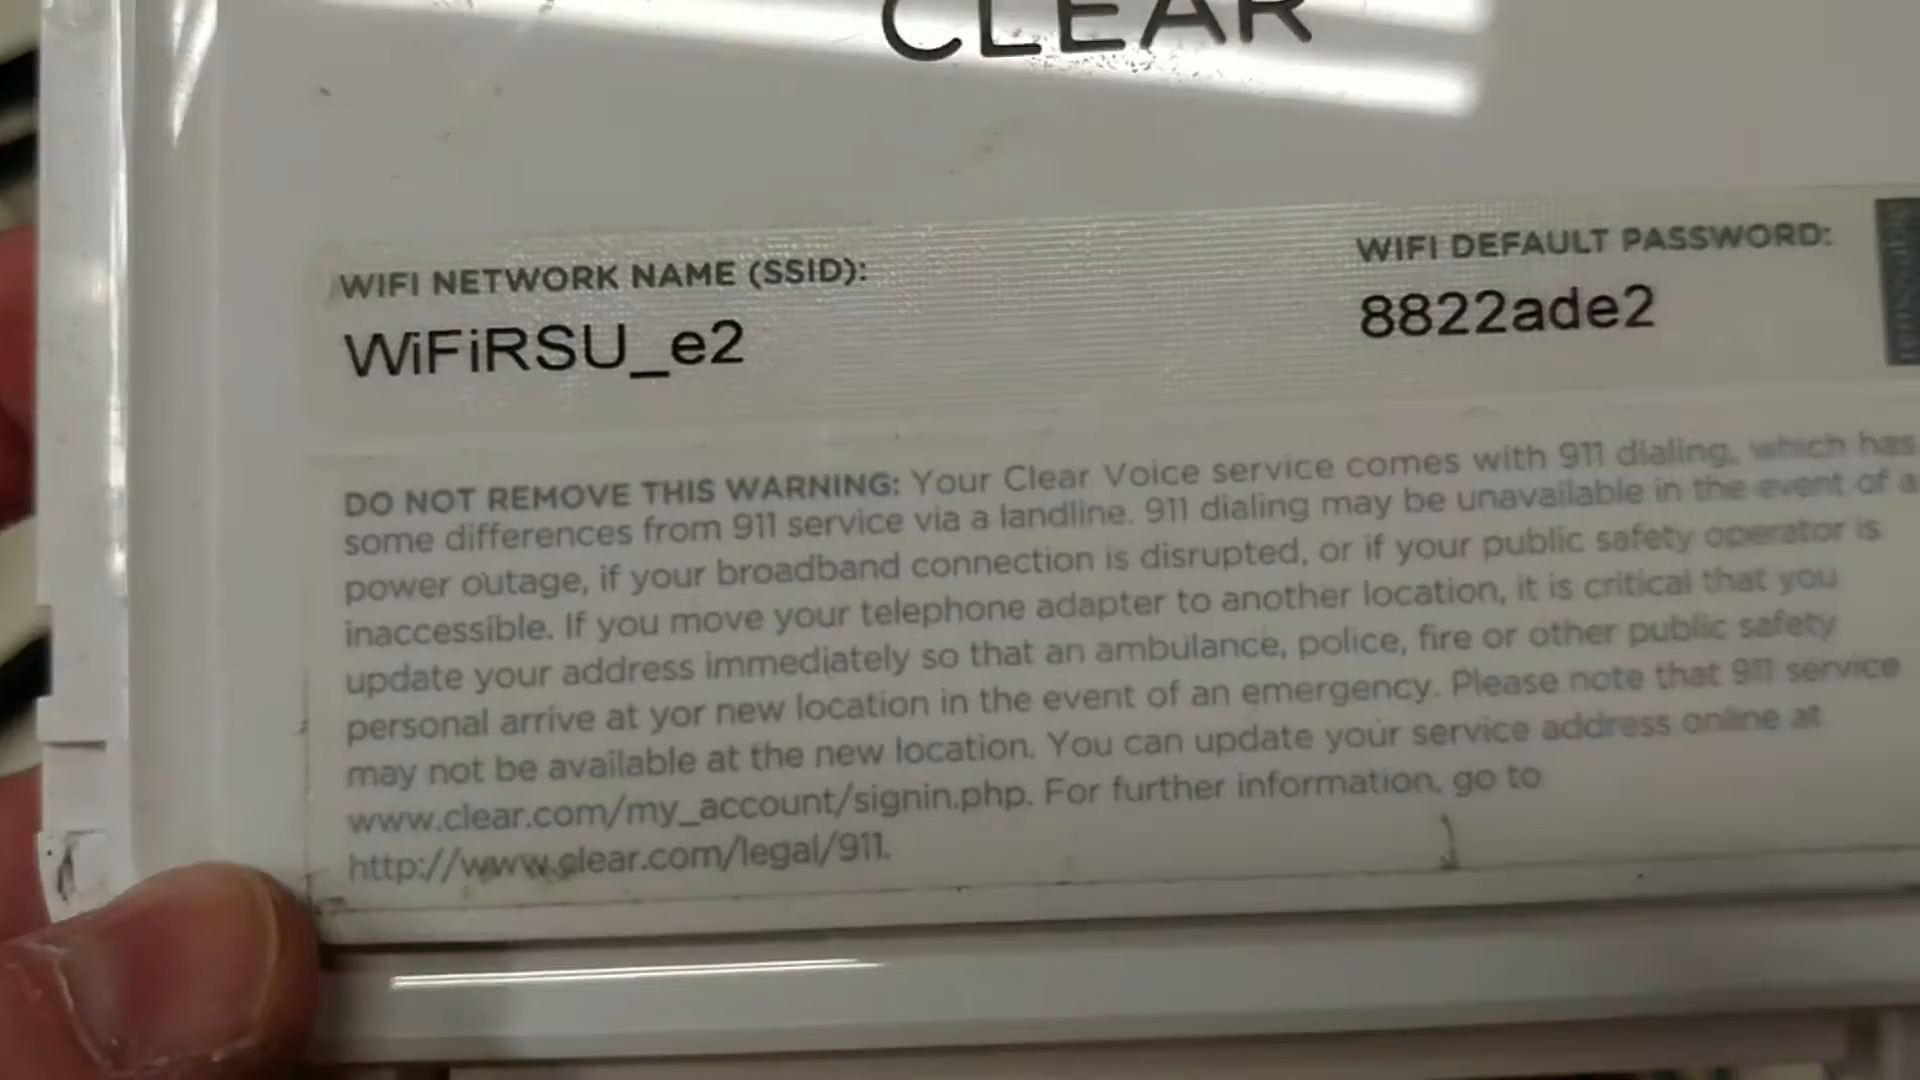 CLEAR
WIFI NETWORK NAME (SSID):
WiFiRSU_e2
WIFI DEFAULT PASSWORD:
8822ade2
DO NOT REMOVE THIS WARNING: Your Clear Voice service comes with 911 dialing, which has
some differences from 911 service via a landline. 911 dialing may be unavailable in the event of a
power outage, if your broadband connection is disrupted, or if your public safety operator is
inaccessible. If you move your telephone adapter to another location, it is critical that you
update your address immediately so that an ambulance, police, fire or other public safety
personal arrive at yor new location in the event of an emergency. Please note that 911 service
may not be available at the new location. You can update your service address online at
www.clear.com/my_account/signin.php. For further information, go to
http://www.clear.com/legal/911.